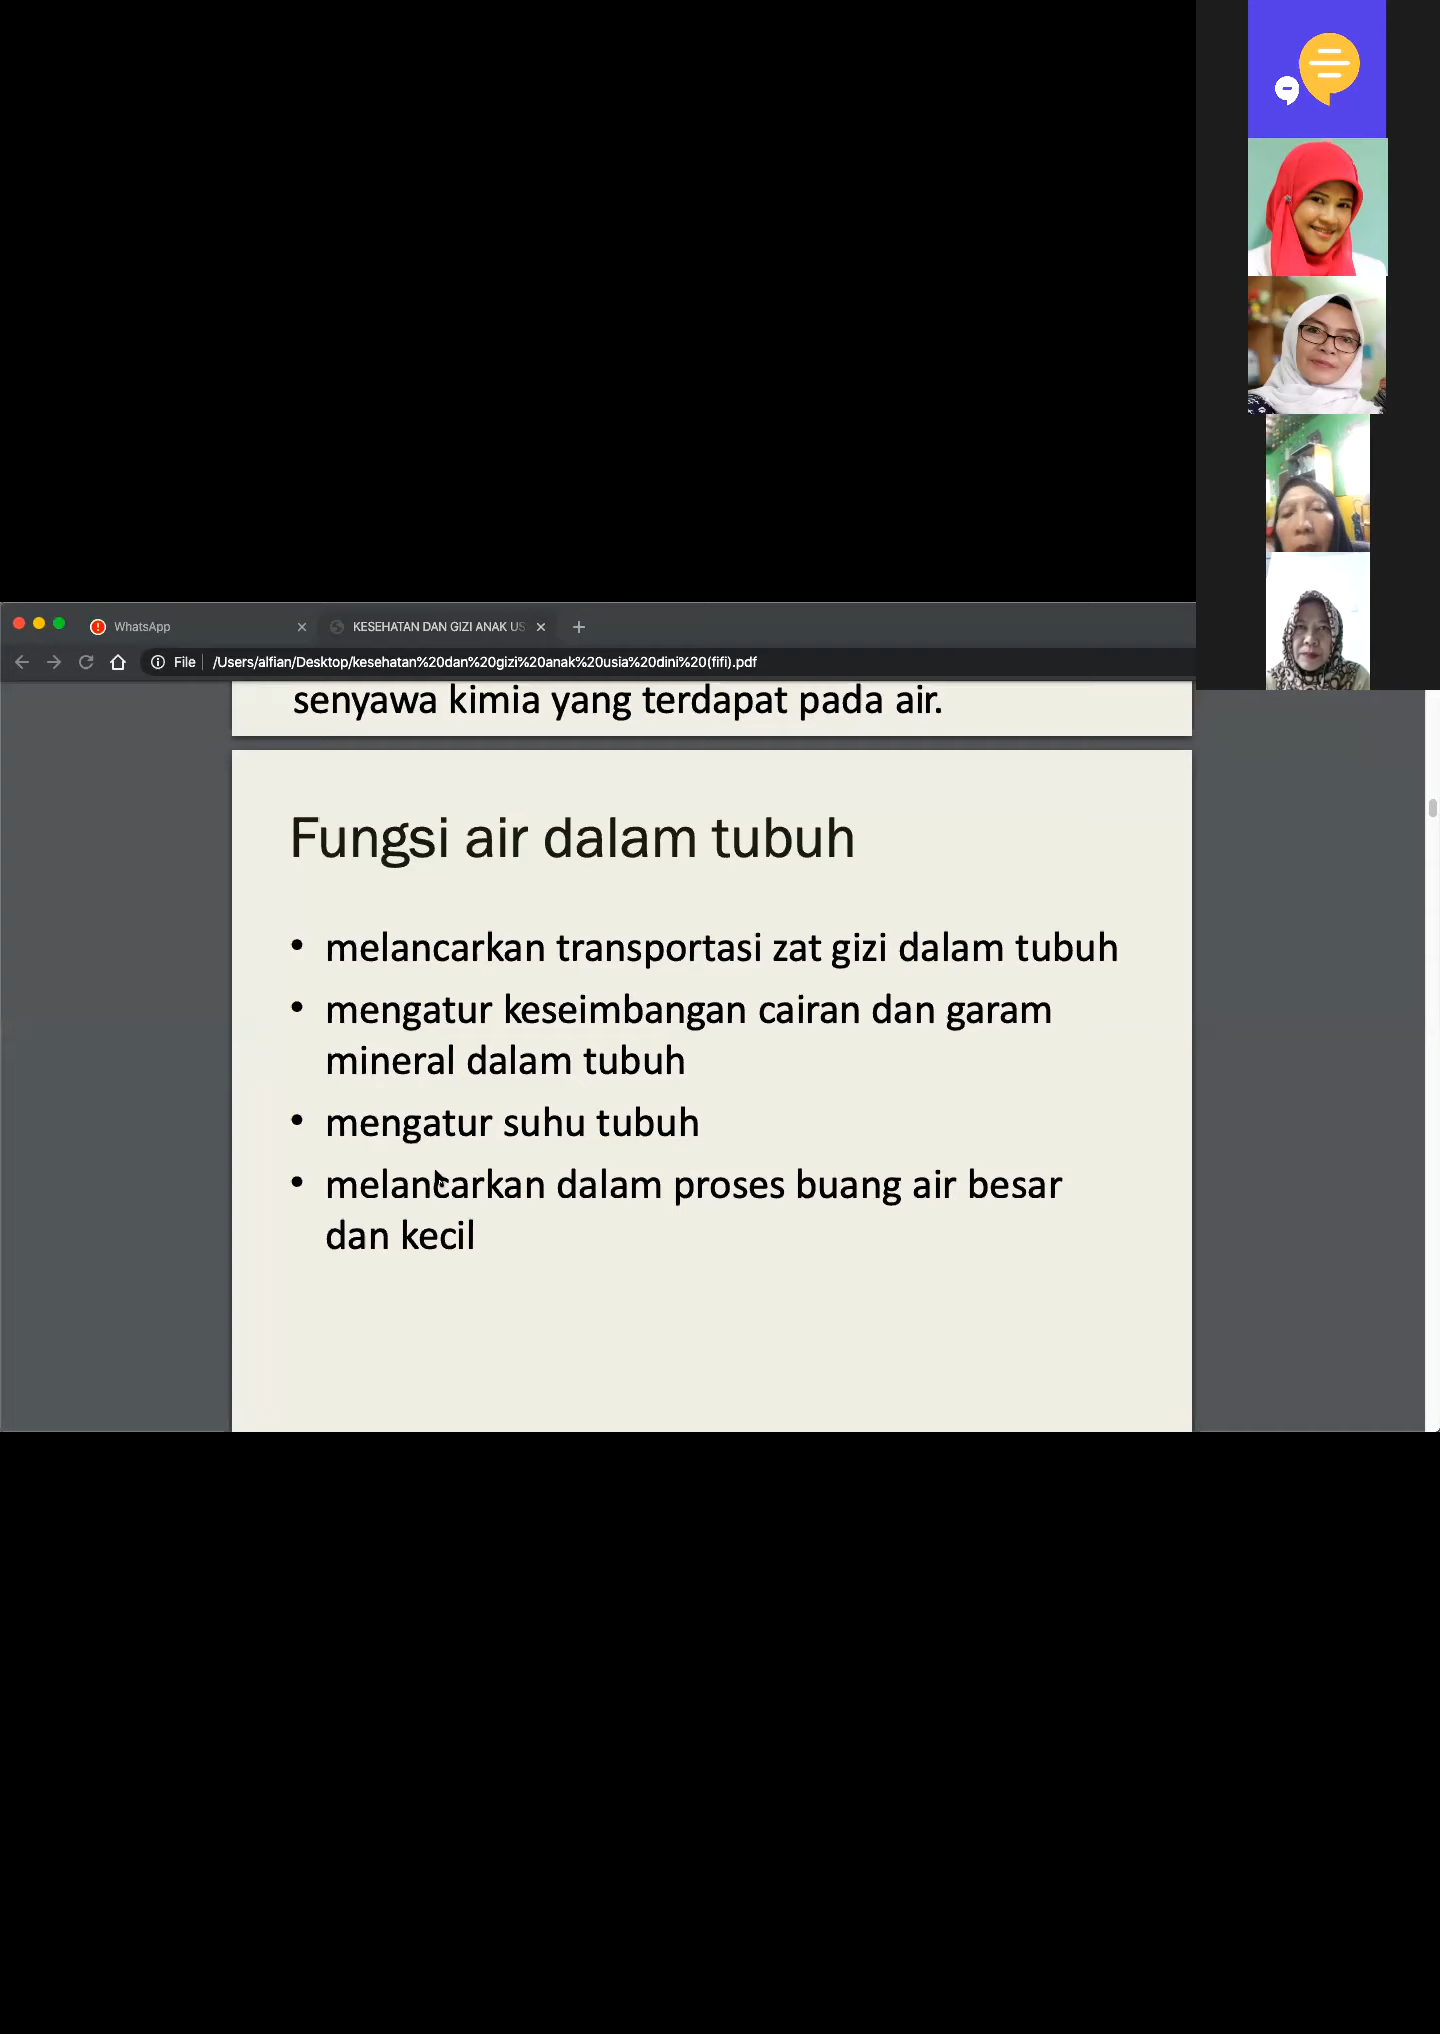 WhatsApp
KESEHATAN DAN GIZI ANAK US
File
/Users/alfian/Desktop/kesehatan%20dan%20gizi%20anak%20usia%20dini%20(fifi).pdf
senyawa kimia yang terdapat pada air.
Fungsi air dalam tubuh
• melancarkan transportasi zat gizi dalam tubuh
• mengatur keseimbangan cairan dan garam
mineral dalam tubuh
• mengatur suhu tubuh
• melancarkan dalam proses buang air besar
dan kecil